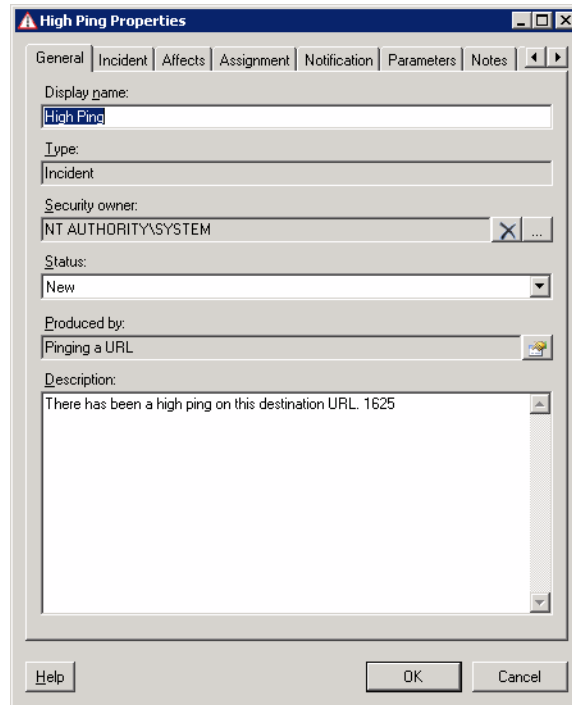 High Ping Properties
General Incident Affects Assignment Notification Parameters Notes
Display name:
High Ping
Type:
Incident
Security owner:
NT AUTHORITY\SYSTEM
...
Status:
New
Produced by:
Pinging a URL
Description:
There has been a high ping on this destination URL. 1625
Help OK Cancel